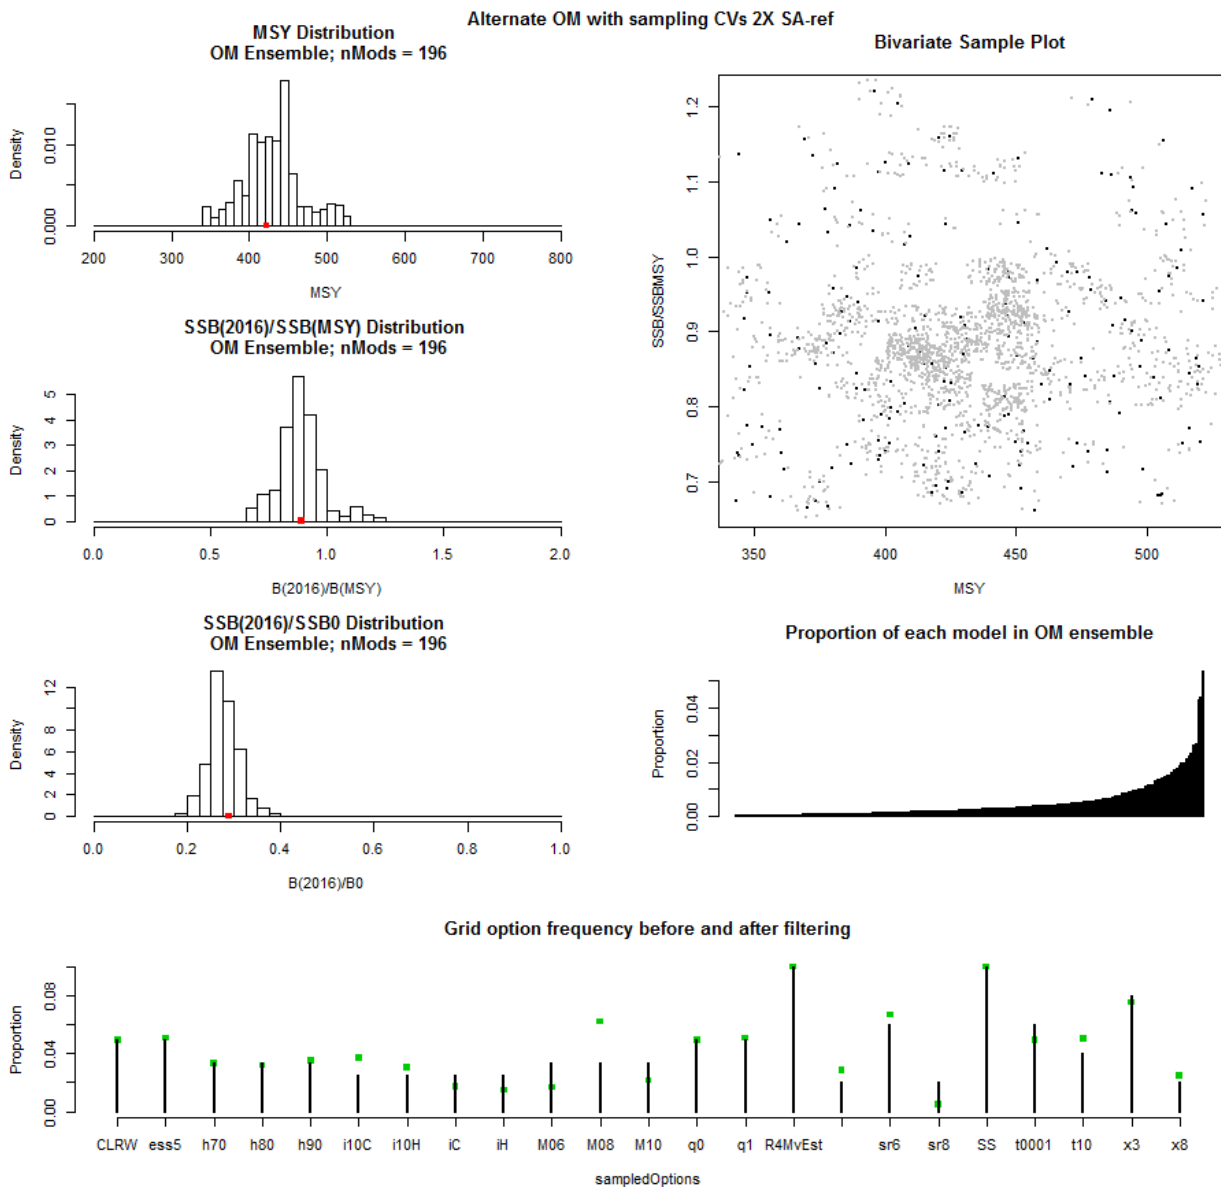 Alternate OM with sampling CVs 2X SA-ref
MSY Distribution
OM Ensemble; nMods = 196
Density
0.000 0.010
200 300 400 500 600 700 800
MSY
SSB(2016)/SSB(MSY) Distribution
OM Ensemble; nMods = 196
Density
0 1 2 3 4 5
0.0 0.5 1.0 1.5 2.0
B(2016)/B(MSY)
SSB(2016)/SSB0 Distribution
OM Ensemble; nMods = 196
Density
0 2 4 6 8 12
0.0 0.2 0.4 0.6 0.8 1.0
B(2016)/B0
Bivariate Sample Plot
SSB/SSBMSY
0.7 0.8 0.9 1.0 1.1 1.2
350 400 450 500
MSY
Proportion of each model in OM ensemble
Proportion
0.00 0.02 0.04
Grid option frequency before and after filtering
Proportion
0.00 0.04 0.08
CLRW ess5 h70 h80 h90 i10C i10H iC iH M06 M08 M10 q0 q1 R4MvEst sr6 sr8 SS t0001 t10 x3 x8
sampledOptions